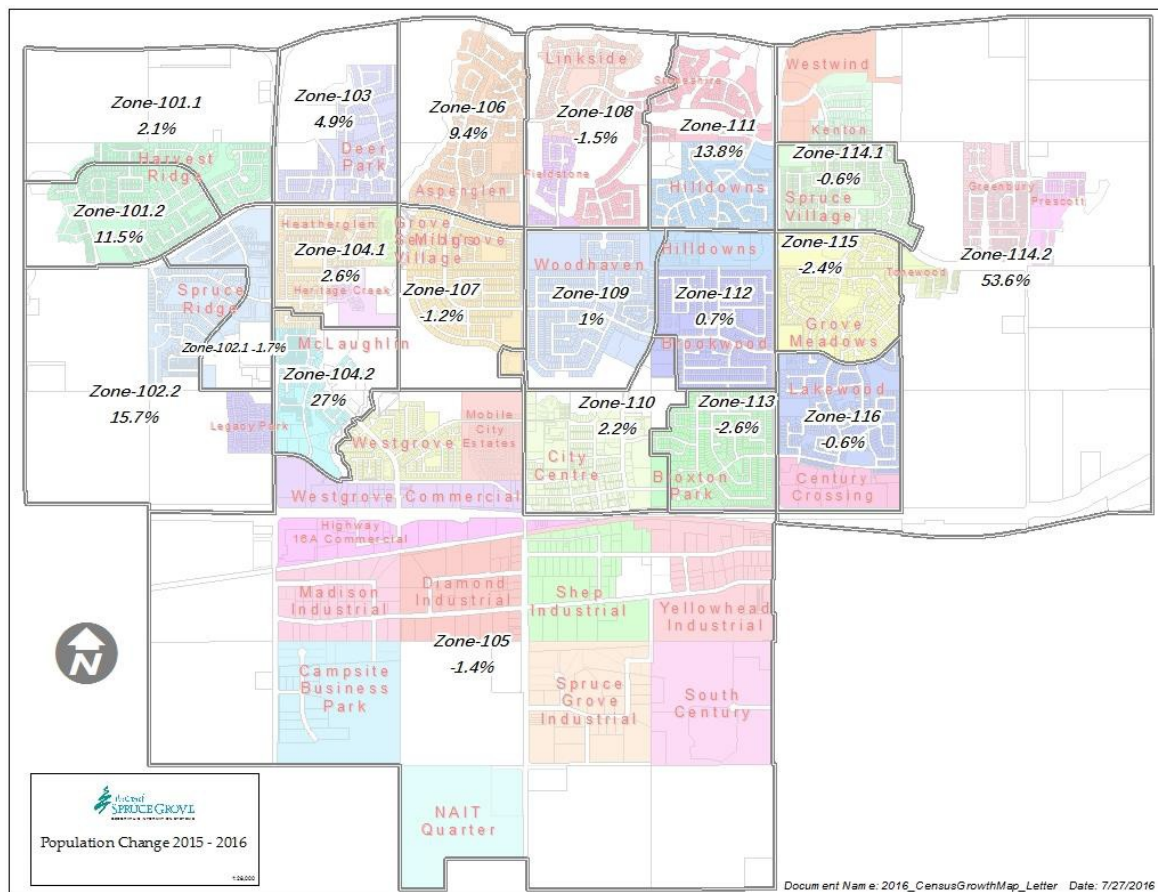 Westwind
Linkside
Zone-101.1
2.1%
Zone-103
4.9%
Zone-106
9.4%
Zone-108
-1.5%
Zone-111
13.8%
Kenton
Harvest
Ridge
Deer
Park
Aspenglen
Fieldstone
Hilldowns
Zone-114.1
-0.6%
Spruce
Village
Greenbury
Prescott
Zone-101.2
11.5%
Heatherglen
Zone-104.1
2.6%
Heritage Creek
Grove
Village
Zone-107
-1.2%
Woodhaven
Zone-109
1%
Hilldowns
Zone-112
0.7%
Brookwood
Zone-115
-2.4%
Grove
Meadows
Tonewood
Zone-114.2
53.6%
Spruce
Ridge
Zone-102.1 -1.7%
McLaughlin
Zone-102.2
15.7%
Zone-104.2
27%
Legacy Park
Westgrove
Mobile
City
Estates
Zone-110
2.2%
City
Centre
Zone-113
-2.6%
Broxton
Park
Lakewood
Zone-116
-0.6%
Century
Crossing
Westgrove Commercial
Highway
16A Commercial
Madison
Industrial
Diamond
Industrial
Shep
Industrial
Yellowhead
Industrial
Zone-105
-1.4%
Campsite
Business
Park
Spruce
Grove
Industrial
South
Century
N
NAIT
Quarter
the City of
SPRUCE GROVE
Population Change 2015 - 2016
Document Name: 2016_CensusGrowthMap_Letter Date: 7/27/2016